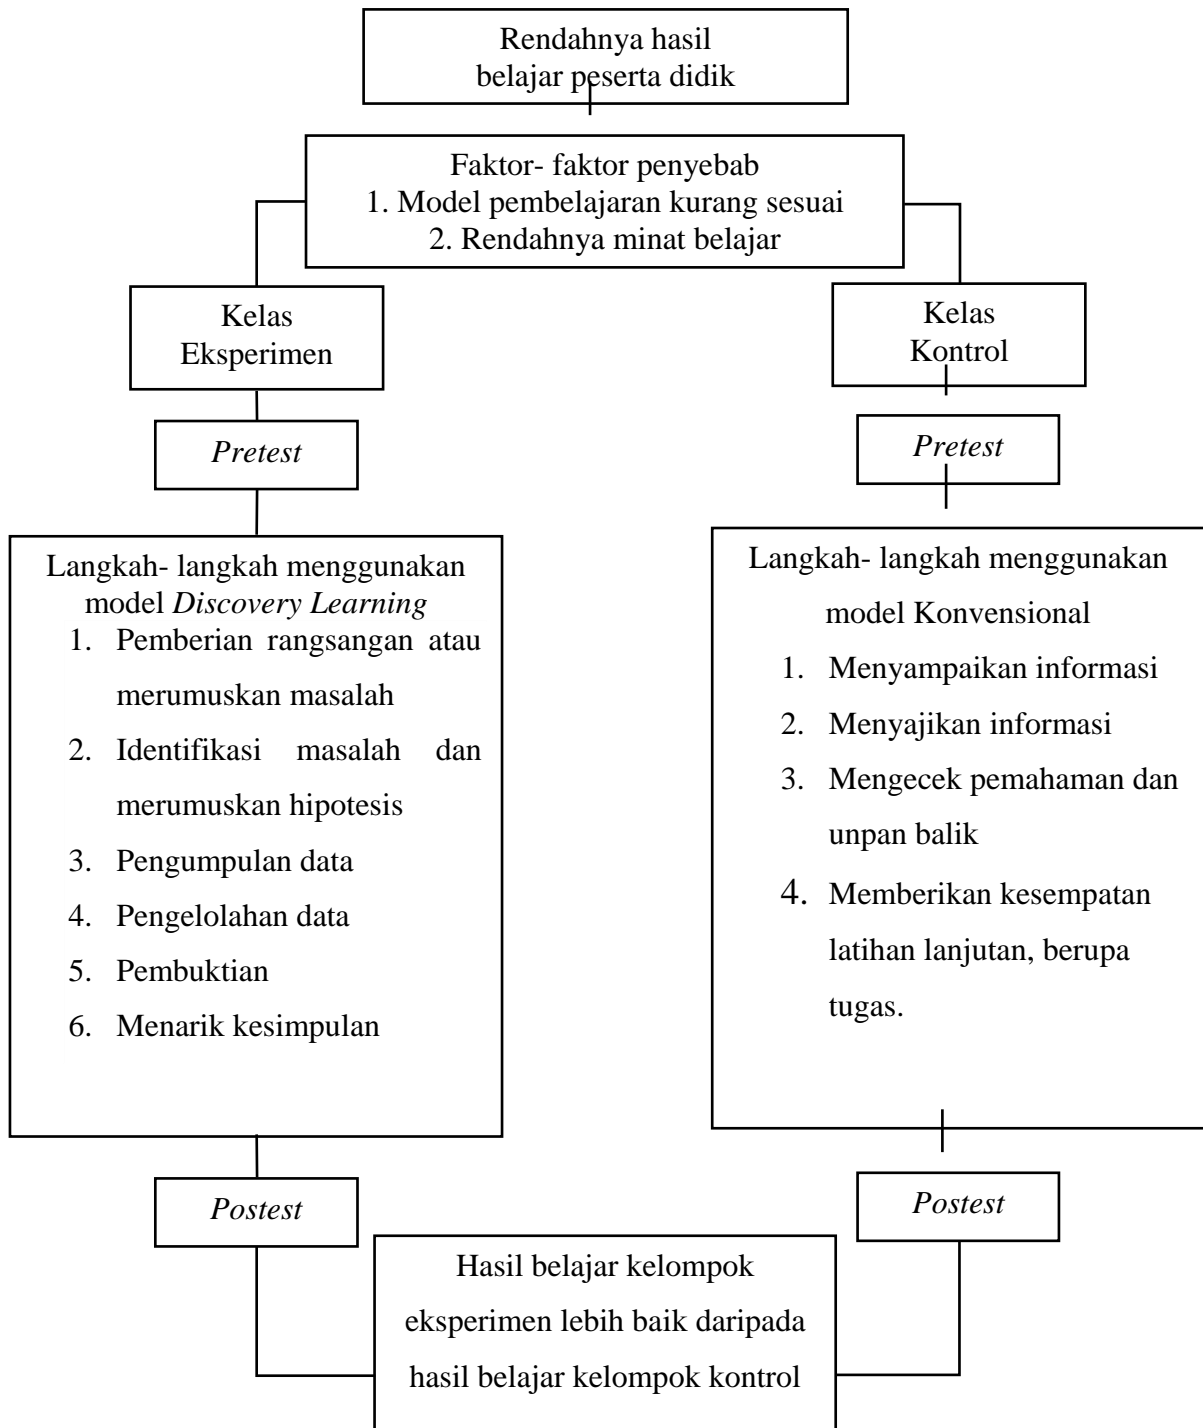 Rendahnya hasil
belajar peserta didik
Faktor- faktor penyebab
1. Model pembelajaran kurang sesuai
2. Rendahnya minat belajar
Kelas
Eksperimen
Kelas
Kontrol
Pretest
Pretest
Langkah- langkah menggunakan
model Discovery Learning
1. Pemberian rangsangan atau
merumuskan masalah
2. Identifikasi masalah dan
merumuskan hipotesis
3. Pengumpulan data
4. Pengelolahan data
5. Pembuktian
6. Menarik kesimpulan
Langkah- langkah menggunakan
model Konvensional
1. Menyampaikan informasi
2. Menyajikan informasi
3. Mengecek pemahaman dan
unpan balik
4. Memberikan kesempatan
latihan lanjutan, berupa
tugas.
Postest
Postest
Hasil belajar kelompok
eksperimen lebih baik daripada
hasil belajar kelompok kontrol